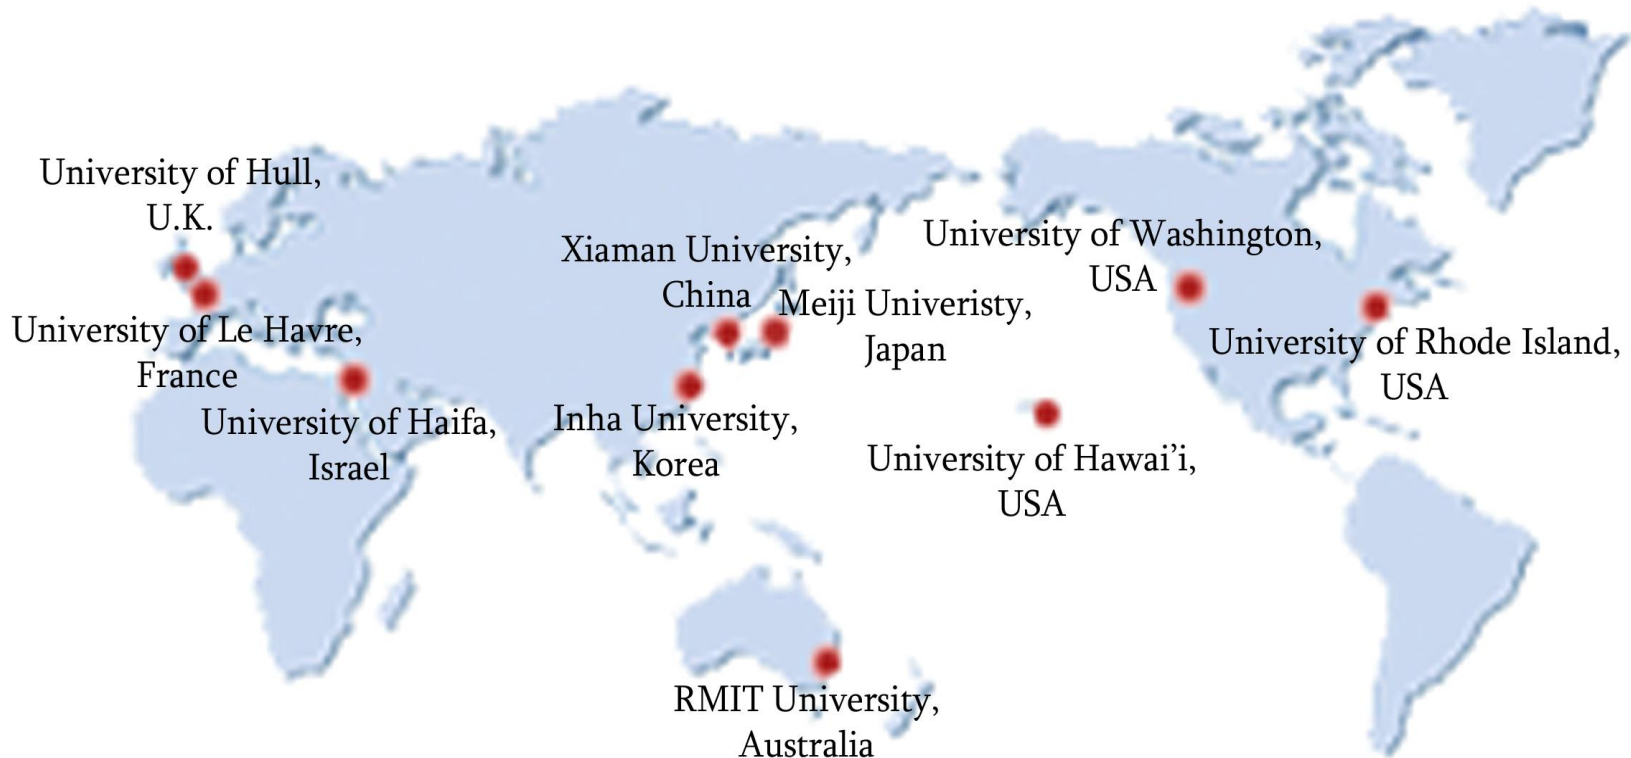 University of Hull,
U.K.
Xiaman University,
China
University of Washington,
USA
Meiji Univeristy,
Japan
University of Le Havre,
France
University of Rhode Island,
USA
University of Haifa,
Israel
Inha University,
Korea
University of Hawai’i,
USA
RMIT University,
Australia